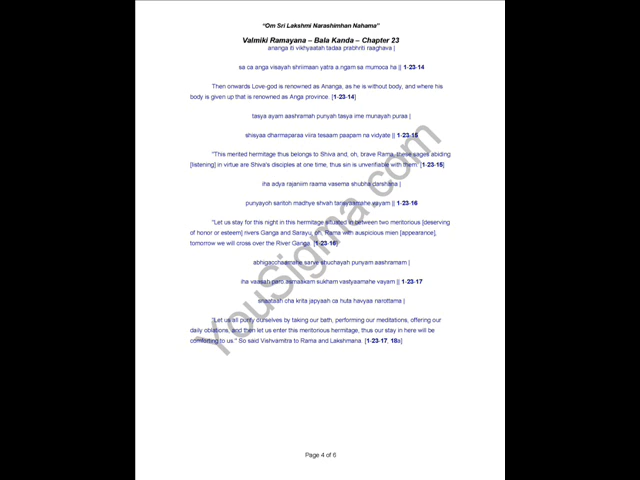 “Om Sri Lakshmi Narashimhan Nahama”
Valmiki Ramayana – Bala Kanda – Chapter 23
ananga iti vikhyaatah tadaa prabhriti raaghava |
sa ca anga visayah shriimaan yatra a.ngam sa mumoca ha || 1-23-14
Then onwards Love-god is renowned as Ananga, as he is without body, and where his
body is given up that is renowned as Anga province. [1-23-14]
tasya ayam aashramah punyah tasya ime munayah puraa |
shisyaa dharmaparaa viira tesaam paapam na vidyate || 1-23-15
"This merited hermitage thus belongs to Shiva and, oh, brave Rama, these sages abiding
[listening] in virtue are Shiva's disciples at one time, thus sin is unverifiable with them. [1-23-15]
iha adya rajaniim raama vasema shubha darshana |
punyayoh saritoh madhye shvah tarisyaamahe vayam || 1-23-16
"Let us stay for this night in this hermitage situated in between two meritorious [deserving
of honor or esteem] rivers Ganga and Sarayu, oh, Rama with auspicious mien [appearance],
tomorrow we will cross over the River Ganga. [1-23-16]
abhigacchaamahe sarve shuchayah punyam aashramam |
iha vaasah paro asmaakam sukham vastyaamahe vayam || 1-23-17
snaataah cha krita japyaah ca huta havyaa narottama |
"Let us all purify ourselves by taking our bath, performing our meditations, offering our
daily oblations, and then let us enter this meritorious hermitage, thus our stay in here will be
comforting to us." So said Vishvamitra to Rama and Lakshmana. [1-23-17, 18a]
YouSigma.com
Page 4 of 6